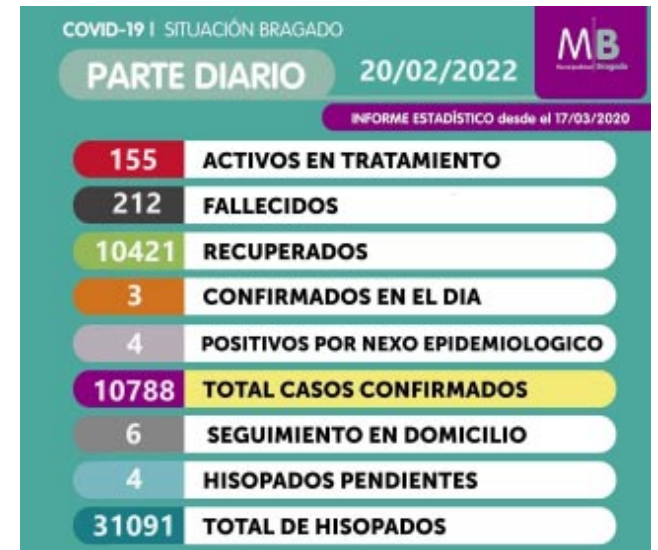 COVID-19 I SITUACIÓN BRAGADO
PARTE DIARIO 20/02/2022
MB
Municipalidad Bragado
INFORME ESTADÍSTICO desde el 17/03/2020
155 ACTIVOS EN TRATAMIENTO
212 FALLECIDOS
10421 RECUPERADOS
3 CONFIRMADOS EN EL DIA
4 POSITIVOS POR NEXO EPIDEMIOLOGICO
10788 TOTAL CASOS CONFIRMADOS
6 SEGUIMIENTO EN DOMICILIO
4 HISOPADOS PENDIENTES
31091 TOTAL DE HISOPADOS